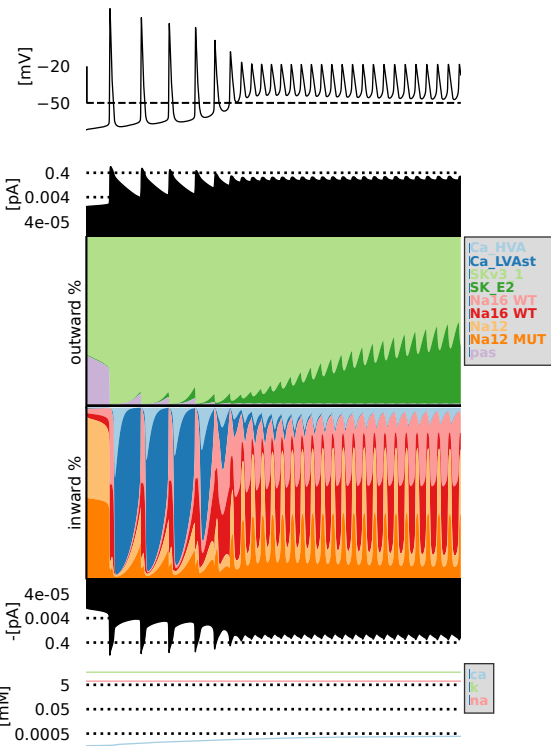 [mV]
−20
−50
[pA]
0.4
0.004
4e-05
outward %
Ca_HVA
Ca_LVAst
SKv3_1
SK_E2
Na16 WT
Na16 WT
Na12
Na12 MUT
pas
inward %
-[pA]
4e-05
0.004
0.4
[mM]
5
0.05
0.0005
ca
k
na